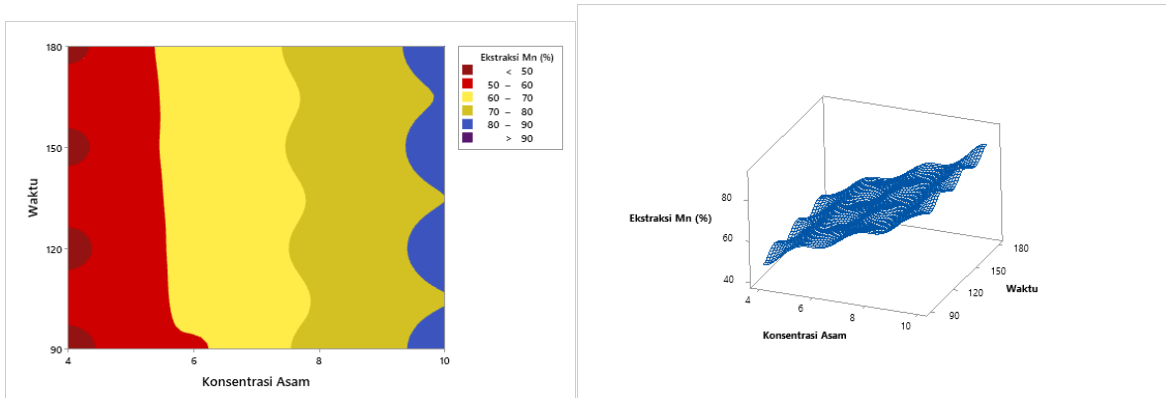 Ekstraksi Mn (%)
< 50
50 – 60
60 – 70
70 – 80
80 – 90
> 90
180
150
120
90
Waktu
4
6
8
10
Konsentrasi Asam
80
60
40
Ekstraksi Mn (%)
4
6
8
10
Konsentrasi Asam
90
120
150
180
Waktu